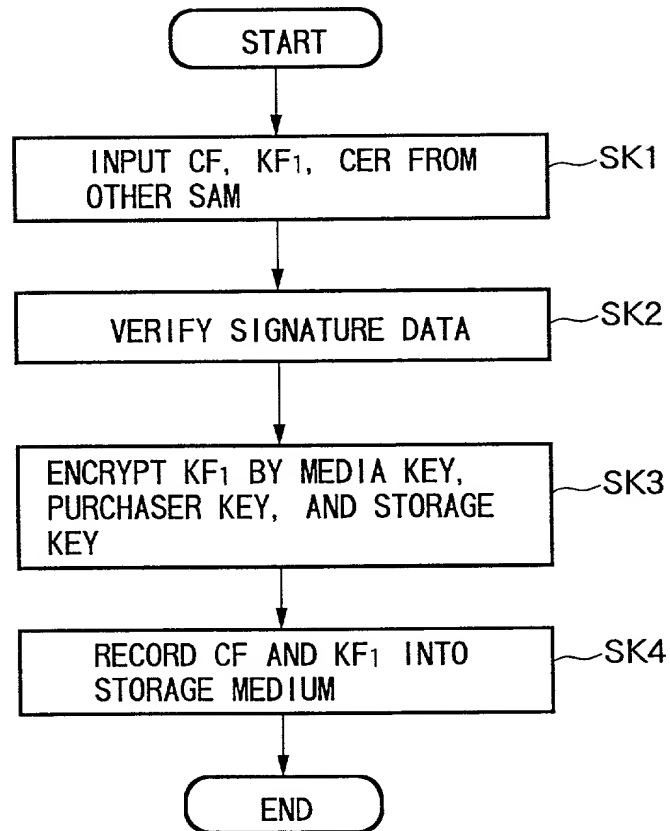 START
INPUT CF, KF₁, CER FROM
OTHER SAM
SK1
VERIFY SIGNATURE DATA
SK2
ENCRYPT KF₁ BY MEDIA KEY,
PURCHASER KEY, AND STORAGE
KEY
SK3
RECORD CF AND KF₁ INTO
STORAGE MEDIUM
SK4
END